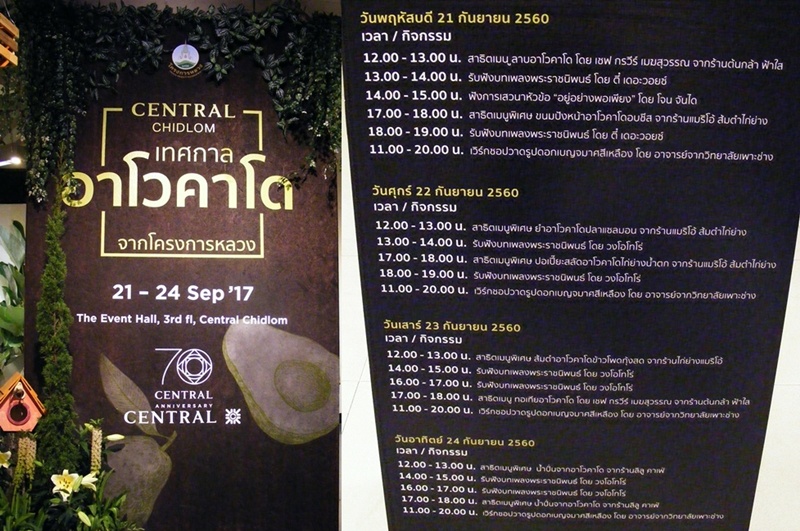 CENTRAL
CHIDLOM
เทศกาล
อาโวคาโด
จากโครงการหลวง
21 – 24 Sep '17
The Event Hall, 3rd fl, Central Chidlom
70
CENTRAL
ANNIVERSARY
CENTRAL
วันพฤหัสบดี 21 กันยายน 2560
เวลา / กิจกรรม
12.00 - 13.00 น. สาธิตเมนู ลาบอาโวคาโด โดย เชฟ กรวีร์ เมฆสุวรรณ จากร้านต้นกล้า ฟ้าใส
13.00 - 14.00 น. รับฟังบทเพลงพระราชนิพนธ์ โดย ตี๋ เดอะวอยซ์
14.00 - 15.00 น. ฟังการเสวนาหัวข้อ "อยู่อย่างพอเพียง" โดย โจน จันได
17.00 - 18.00 น. สาธิตเมนูพิเศษ ขนมปังหน้าอาโวคาโดอบชีส จากร้านแมริโอ้ ส้มตำไก่ย่าง
18.00 - 19.00 น. รับฟังบทเพลงพระราชนิพนธ์ โดย ตี๋ เดอะวอยซ์
11.00 - 20.00 น. เวิร์กชอปวาดรูปดอกเบญจมาศสีเหลือง โดย อาจารย์จากวิทยาลัยเพาะช่าง
วันศุกร์ 22 กันยายน 2560
เวลา / กิจกรรม
12.00 - 13.00 น. สาธิตเมนูพิเศษ ยำอาโวคาโดปลาแซลมอน จากร้านแมริโอ้ ส้มตำไก่ย่าง
13.00 - 14.00 น. รับฟังบทเพลงพระราชนิพนธ์ โดย วงโอโทโร่
17.00 - 18.00 น. สาธิตเมนูพิเศษ ปอเปี๊ยะสลัดอาโวคาโดไก่ย่างน้ำตก จากร้านแมริโอ้ ส้มตำไก่ย่าง
18.00 - 19.00 น. รับฟังบทเพลงพระราชนิพนธ์ โดย วงโอโทโร่
11.00 - 20.00 น. เวิร์กชอปวาดรูปดอกเบญจมาศสีเหลือง โดย อาจารย์จากวิทยาลัยเพาะช่าง
วันเสาร์ 23 กันยายน 2560
เวลา / กิจกรรม
12.00 - 13.00 น. สาธิตเมนูพิเศษ ส้มตำอาโวคาโดข้าวโพดกุ้งสด จากร้านไก่ย่างแมริโอ้
14.00 - 15.00 น. รับฟังบทเพลงพระราชนิพนธ์ โดย วงโอโทโร่
16.00 - 17.00 น. รับฟังบทเพลงพระราชนิพนธ์ โดย วงโอโทโร่
17.00 - 18.00 น. สาธิตเมนู กอเกี๊ยอาโวคาโด โดย เชฟ กรวีร์ เมฆสุวรรณ จากร้านต้นกล้า ฟ้าใส
11.00 - 20.00 น. เวิร์กชอปวาดรูปดอกเบญจมาศสีเหลือง โดย อาจารย์จากวิทยาลัยเพาะช่าง
วันอาทิตย์ 24 กันยายน 2560
เวลา / กิจกรรม
12.00 - 13.00 น. สาธิตเมนูพิเศษ น้ำปั่นจากอาโวคาโด จากร้านลิลู คาเฟ่
14.00 - 15.00 น. รับฟังบทเพลงพระราชนิพนธ์ โดย วงโอโทโร่
16.00 - 17.00 น. รับฟังบทเพลงพระราชนิพนธ์ โดย วงโอโทโร่
17.00 - 18.00 น. สาธิตเมนูพิเศษ น้ำปั่นจากอาโวคาโด จากร้านลิลู คาเฟ่
11.00 - 20.00 น. เวิร์กชอปวาดรูปดอกเบญจมาศสีเหลือง โดย อาจารย์จากวิทยาลัยเพาะช่าง